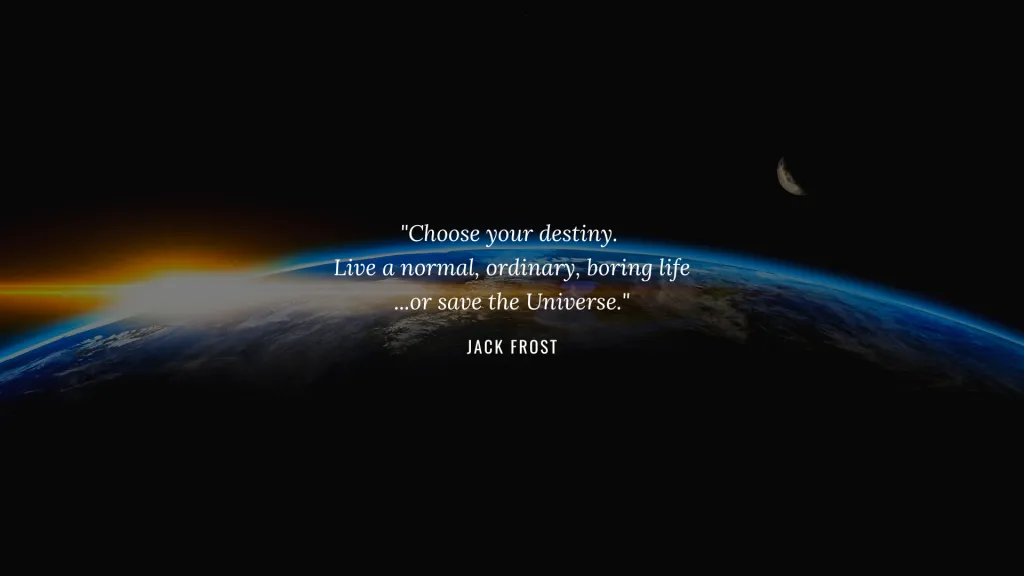 "Choose your destiny.
Live a normal, ordinary, boring life
...or save the Universe."
JACK FROST